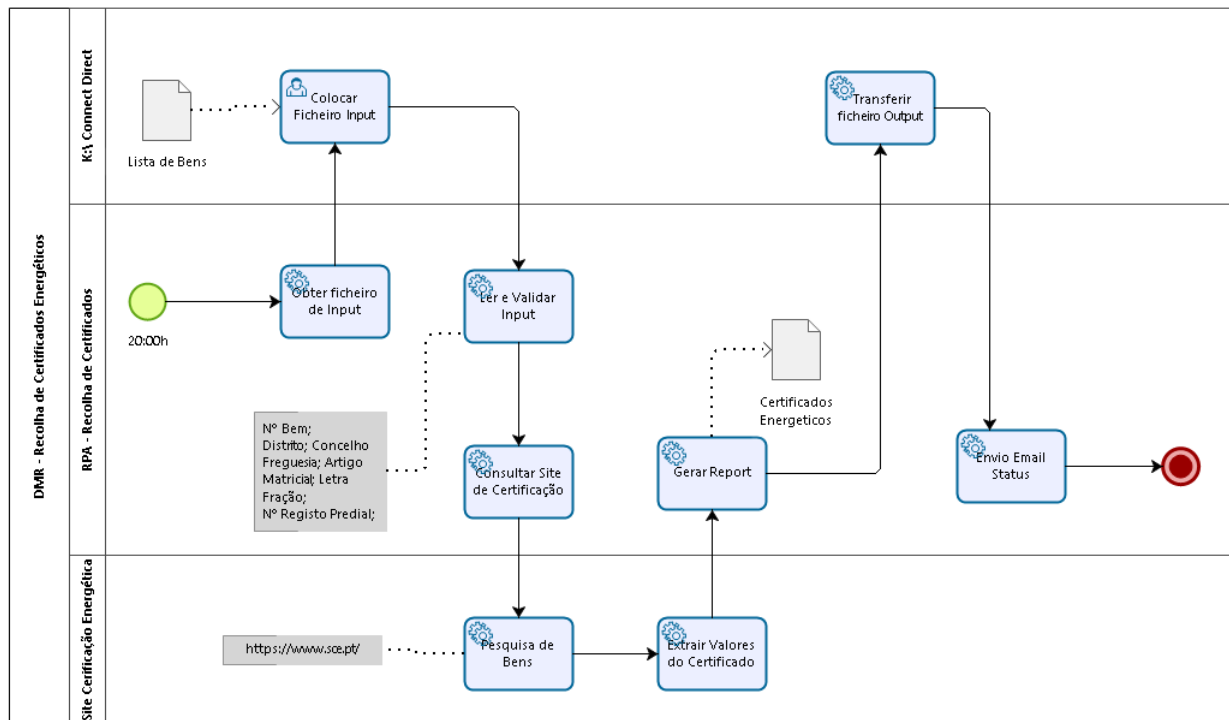 DMR - Recolha de Certificados Energéticos
K:\ Connect Direct
Colocar
Ficheiro Input
Lista de Bens
Transferir
ficheiro Output
RPA - Recolha de Certificados
20:00h
Obter ficheiro
de Input
Ler e Validar
Input
Nº Bem;
Distrito; Concelho
Freguesia; Artigo
Matricial; Letra
Fração;
Nº Registo Predial;
Consultar Site
de Certificação
Gerar Report
Certificados
Energeticos
Envio Email
Status
Site Cerificação Energética
https://www.sce.pt/
Pesquisa de
Bens
Extrair Valores
do Certificado